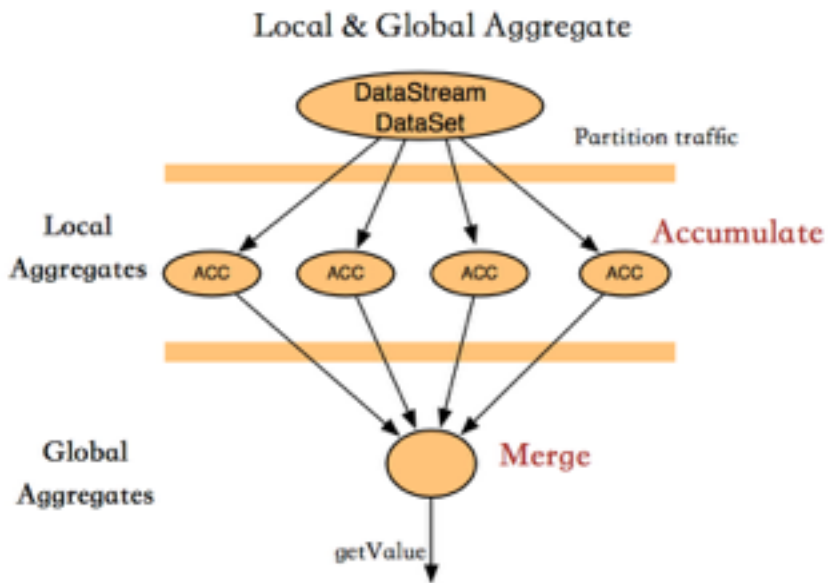 Local & Global Aggregate
DataStream
DataSet
Partition traffic
Local
Aggregates
Accumulate
ACC
ACC
ACC
ACC
Global
Aggregates
Merge
getValue